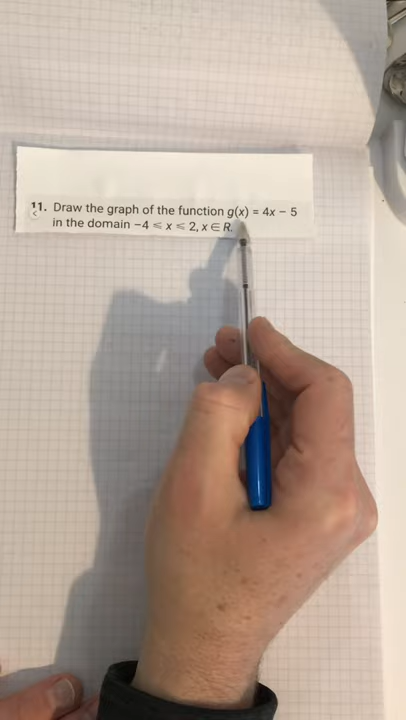 11. Draw the graph of the function g(x) = 4x − 5
in the domain −4 ⩽ x ⩽ 2, x ∈ R.